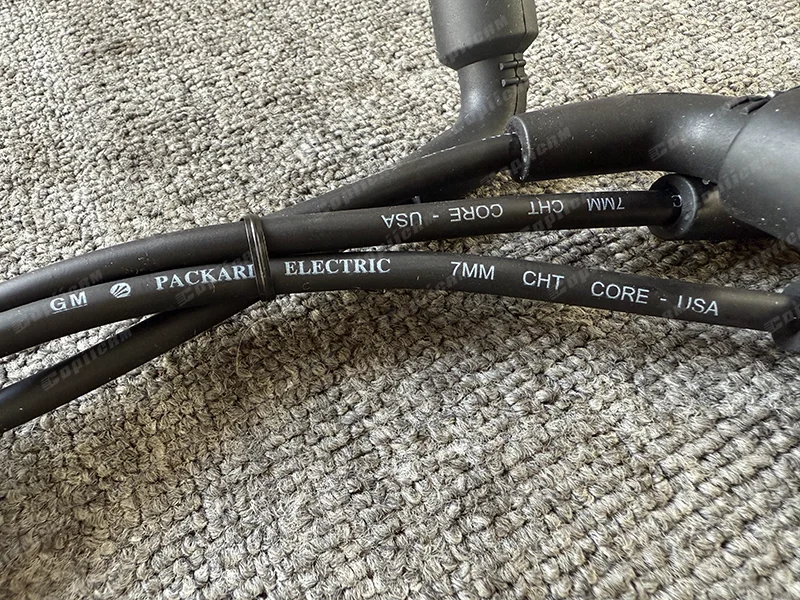 7MM CHT CORE - USA
GM PACKARD ELECTRIC 7MM CHT CORE - USA